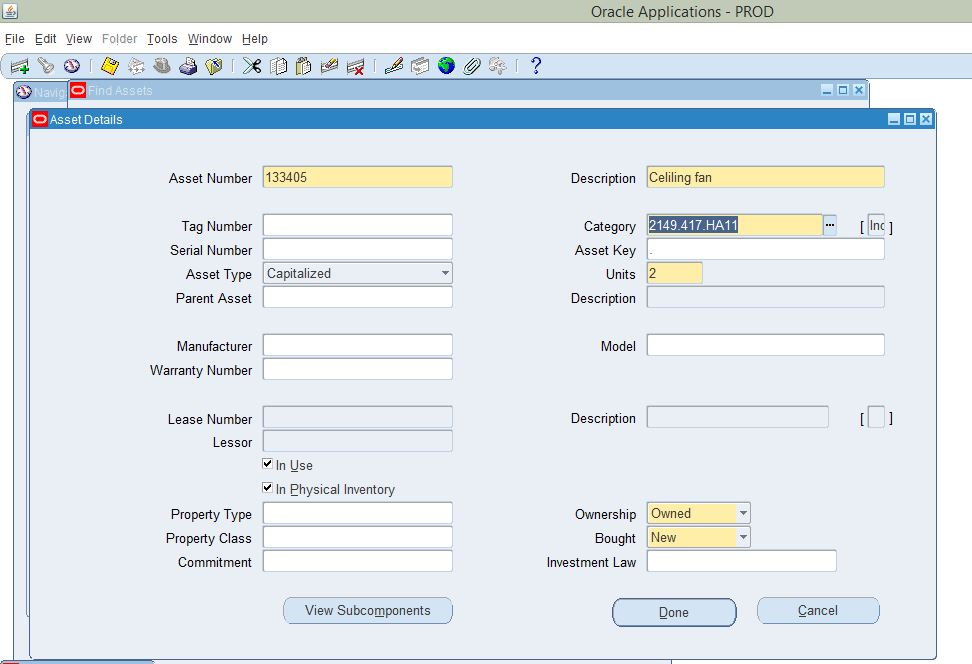 Oracle Applications - PROD
File Edit View Folder Tools Window Help
Navig Find Assets
Asset Details
Asset Number 133405 Description Celiling fan
Tag Number Category 2149.417.HA11 ... [ Inc ]
Serial Number Asset Key .
Asset Type Capitalized Units 2
Parent Asset Description
Manufacturer Model
Warranty Number
Lease Number Description [ ]
Lessor
In Use
In Physical Inventory
Property Type Ownership Owned
Property Class Bought New
Commitment Investment Law
View Subcomponents Done Cancel